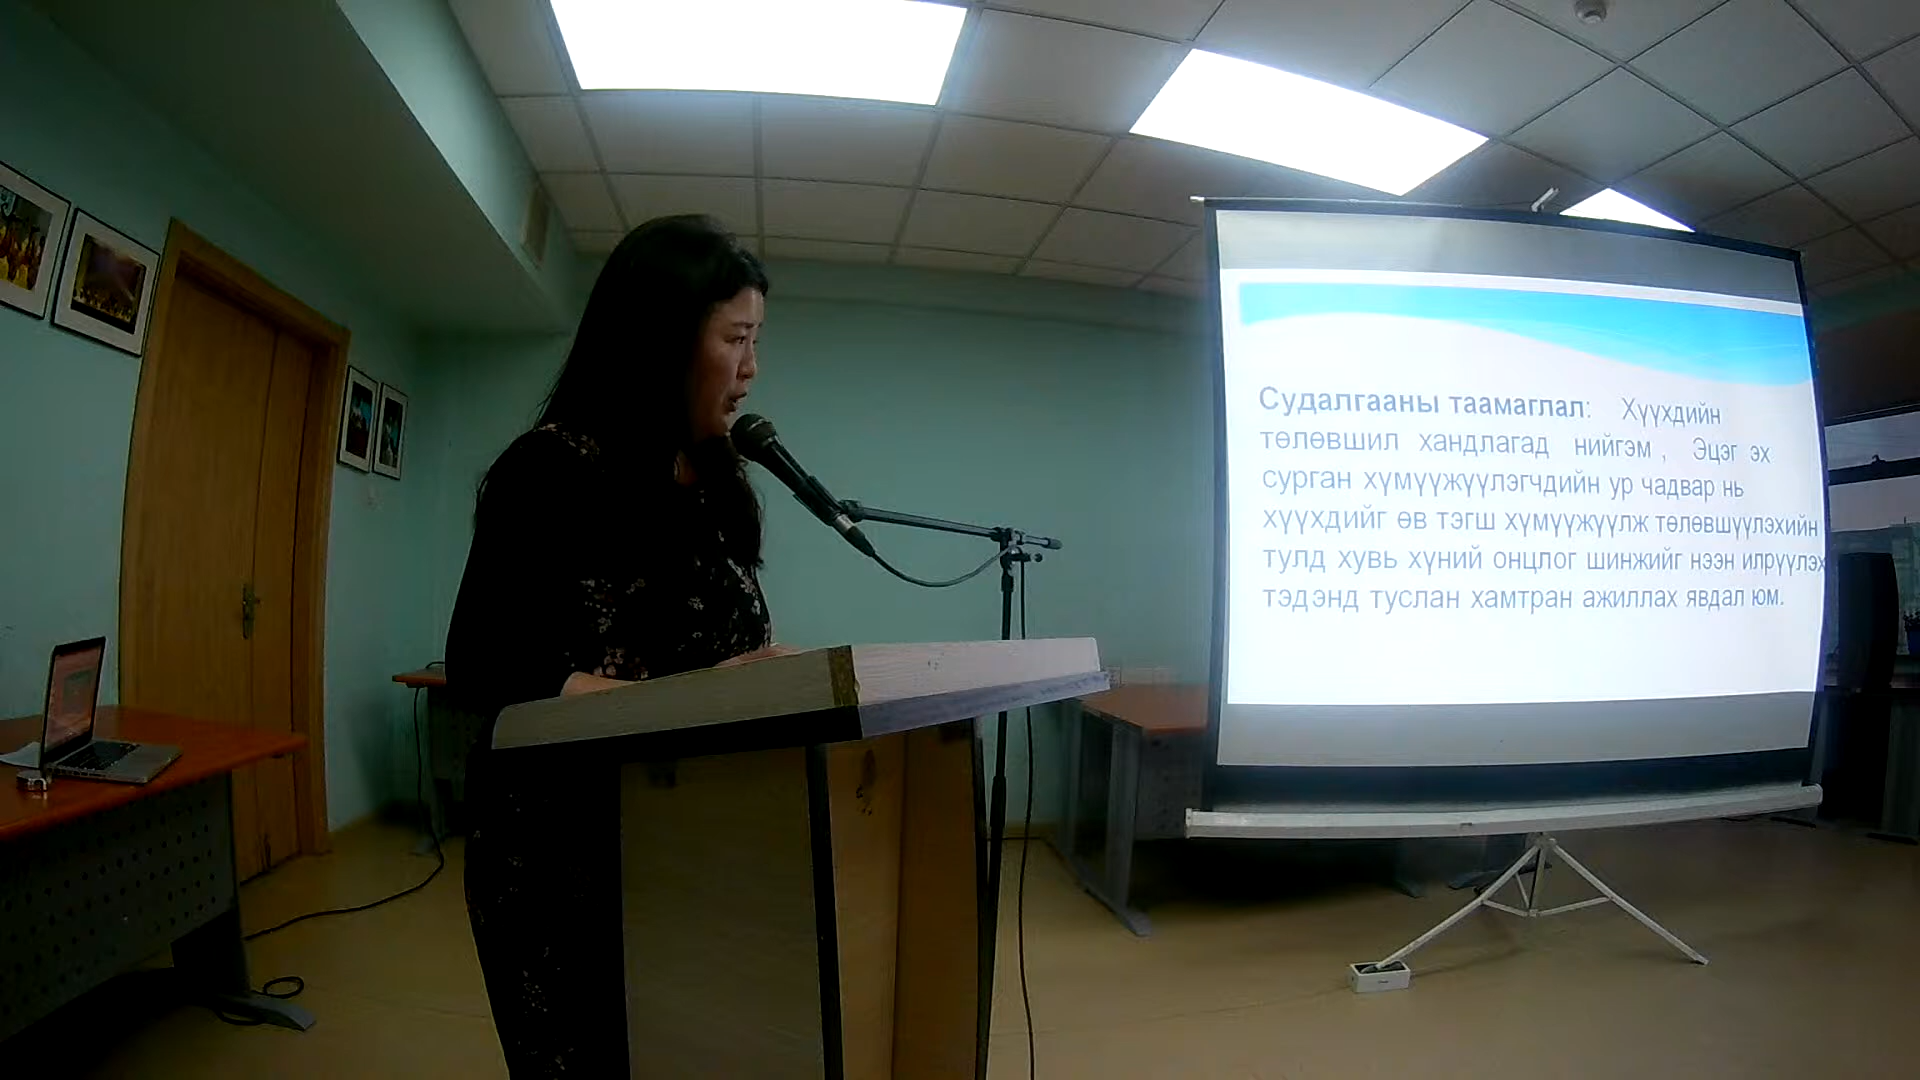 Судалгааны таамаглал: Хүүхдийн
төлөвшил хандлагад нийгэм , Эцэг эх
сурган хүмүүжүүлэгчдийн ур чадвар нь
хүүхдийг өв тэгш хүмүүжүүлж төлөвшүүлэхийн
тулд хувь хүний онцлог шинжийг нээн илрүүлэх
тэдэнд туслан хамтран ажиллах явдал юм.